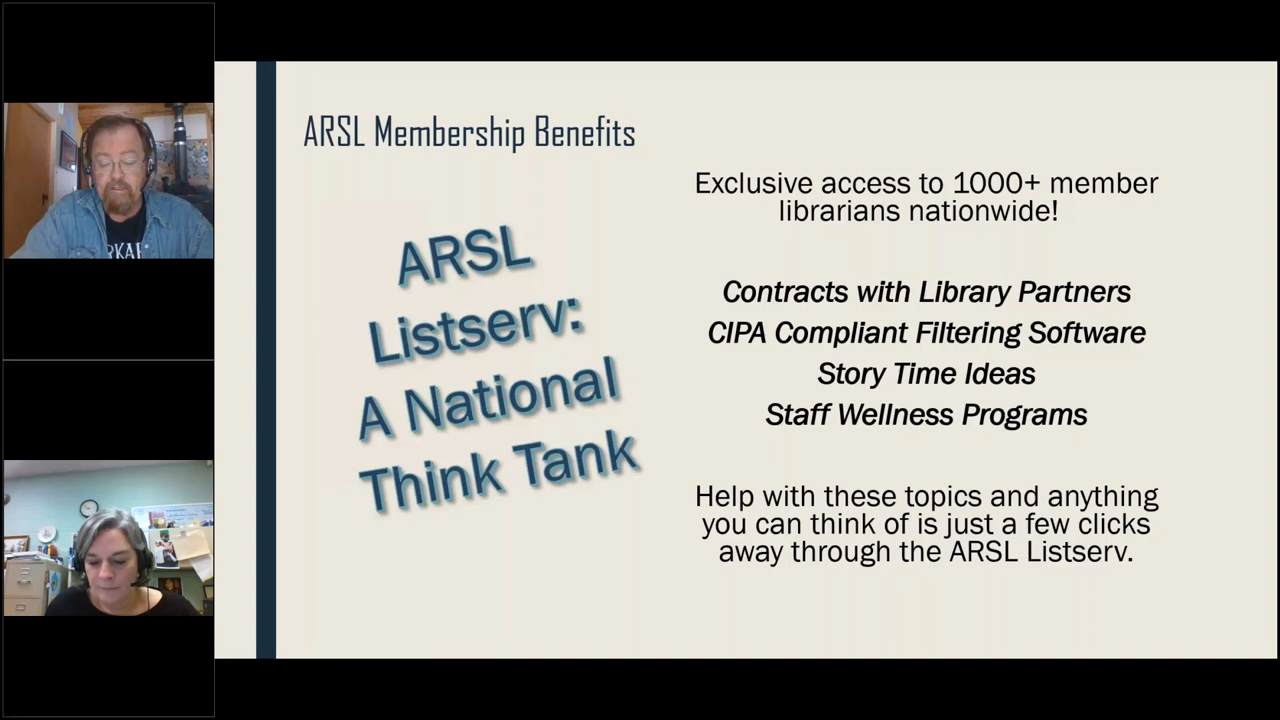 ARSL Membership Benefits
ARSL
Listserv:
A National
Think Tank
Exclusive access to 1000+ member
librarians nationwide!
Contracts with Library Partners
CIPA Compliant Filtering Software
Story Time Ideas
Staff Wellness Programs
Help with these topics and anything
you can think of is just a few clicks
away through the ARSL Listserv.